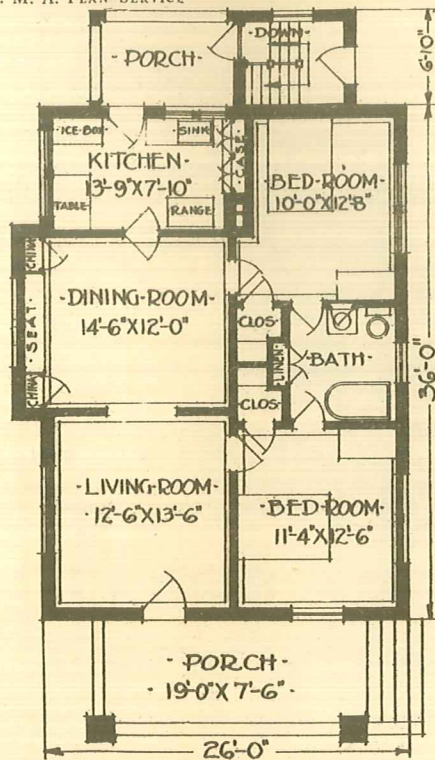 M. A. PLAN SERVICE
·PORCH·
DOWN
6'-10"
ICE-BOX
SINK
CASE
KITCHEN·
13'-9"X7'-10"
TABLE
RANGE
·BED-ROOM·
10'-0"X12'-8"
CHINA
·SEAT·
CHINA
·DINING-ROOM·
14'-6"X12'-0"
CLOS
LINEN
·BATH·
CLOS
36'-0"
·LIVING-ROOM·
12'-6"X13'-6"
·BED-ROOM·
11'-4"X12'-6"
·PORCH·
·19'-0"X7'-6"·
26'-0"